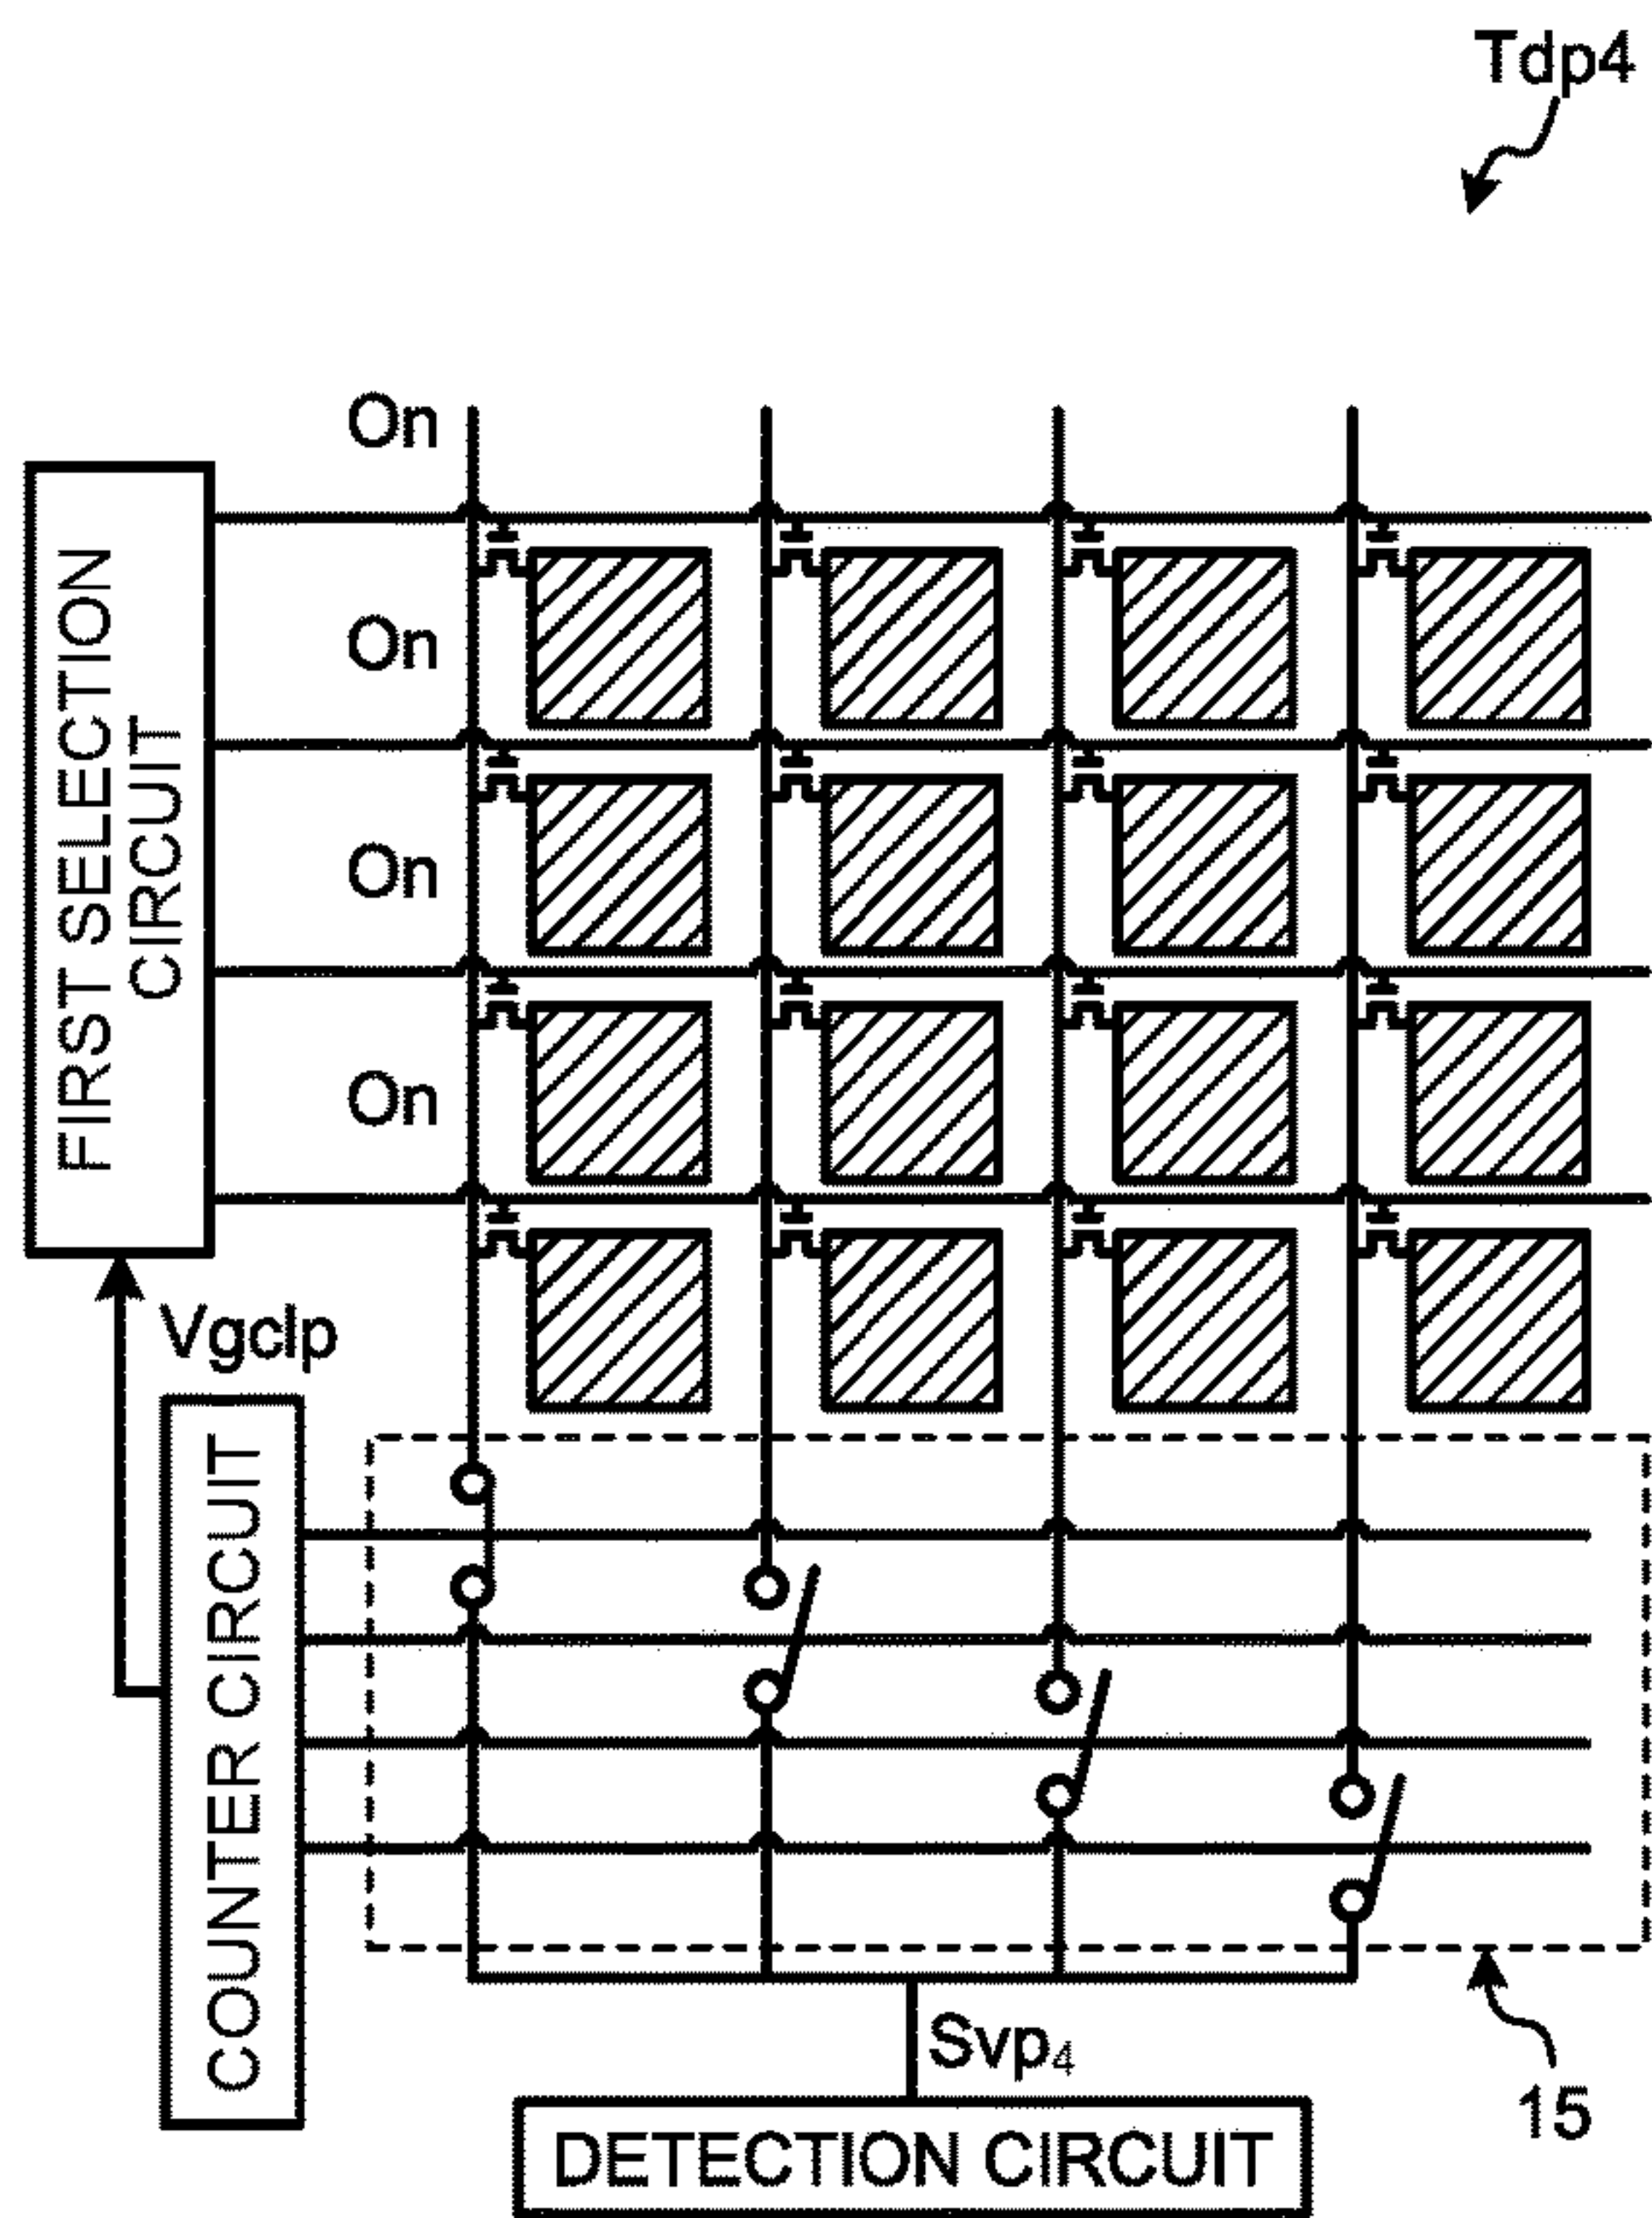 Tdp4
On
On
On
On
FIRST SELECTION
CIRCUIT
Vgclp
COUNTER CIRCUIT
Svp4
15
DETECTION CIRCUIT